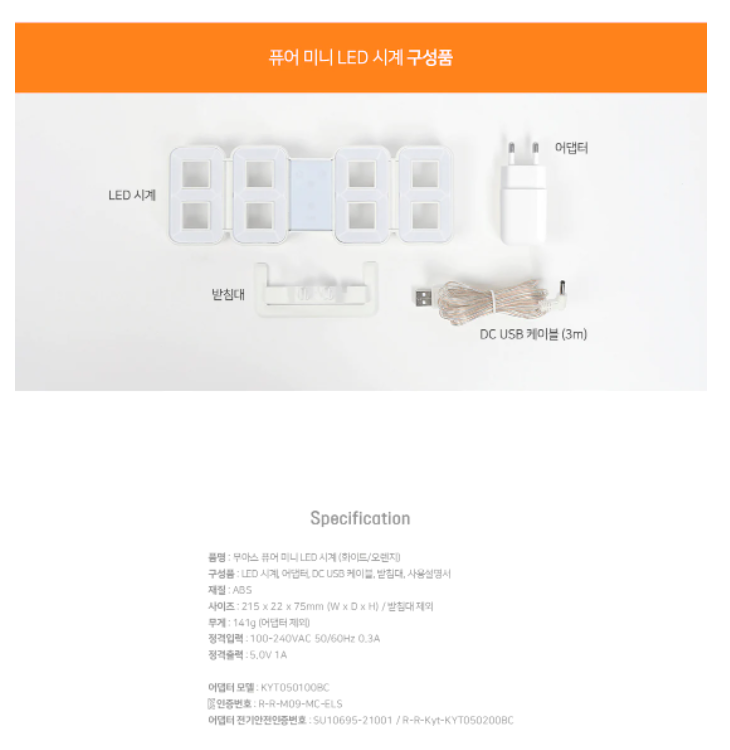 퓨어 미니 LED 시계 구성품
어댑터
LED 시계
받침대
DC USB 케이블 (3m)
Specification
품명 : 무아스 퓨어 미니 LED 시계 (화이트/오렌지)
구성품 : LED 시계, 어댑터, DC USB 케이블, 받침대, 사용설명서
재질 : ABS
사이즈 : 215 x 22 x 75mm (W x D x H) / 받침대 제외
무게 : 141g (어댑터 제외)
정격입력 : 100-240VAC 50/60Hz 0.3A
정격출력 : 5.0V 1A
어댑터 모델 : KYT050100BC
인증번호 : R-R-M09-MC-ELS
어댑터 전기안전인증번호 : SU10695-21001 / R-R-Kyt-KYT050200BC